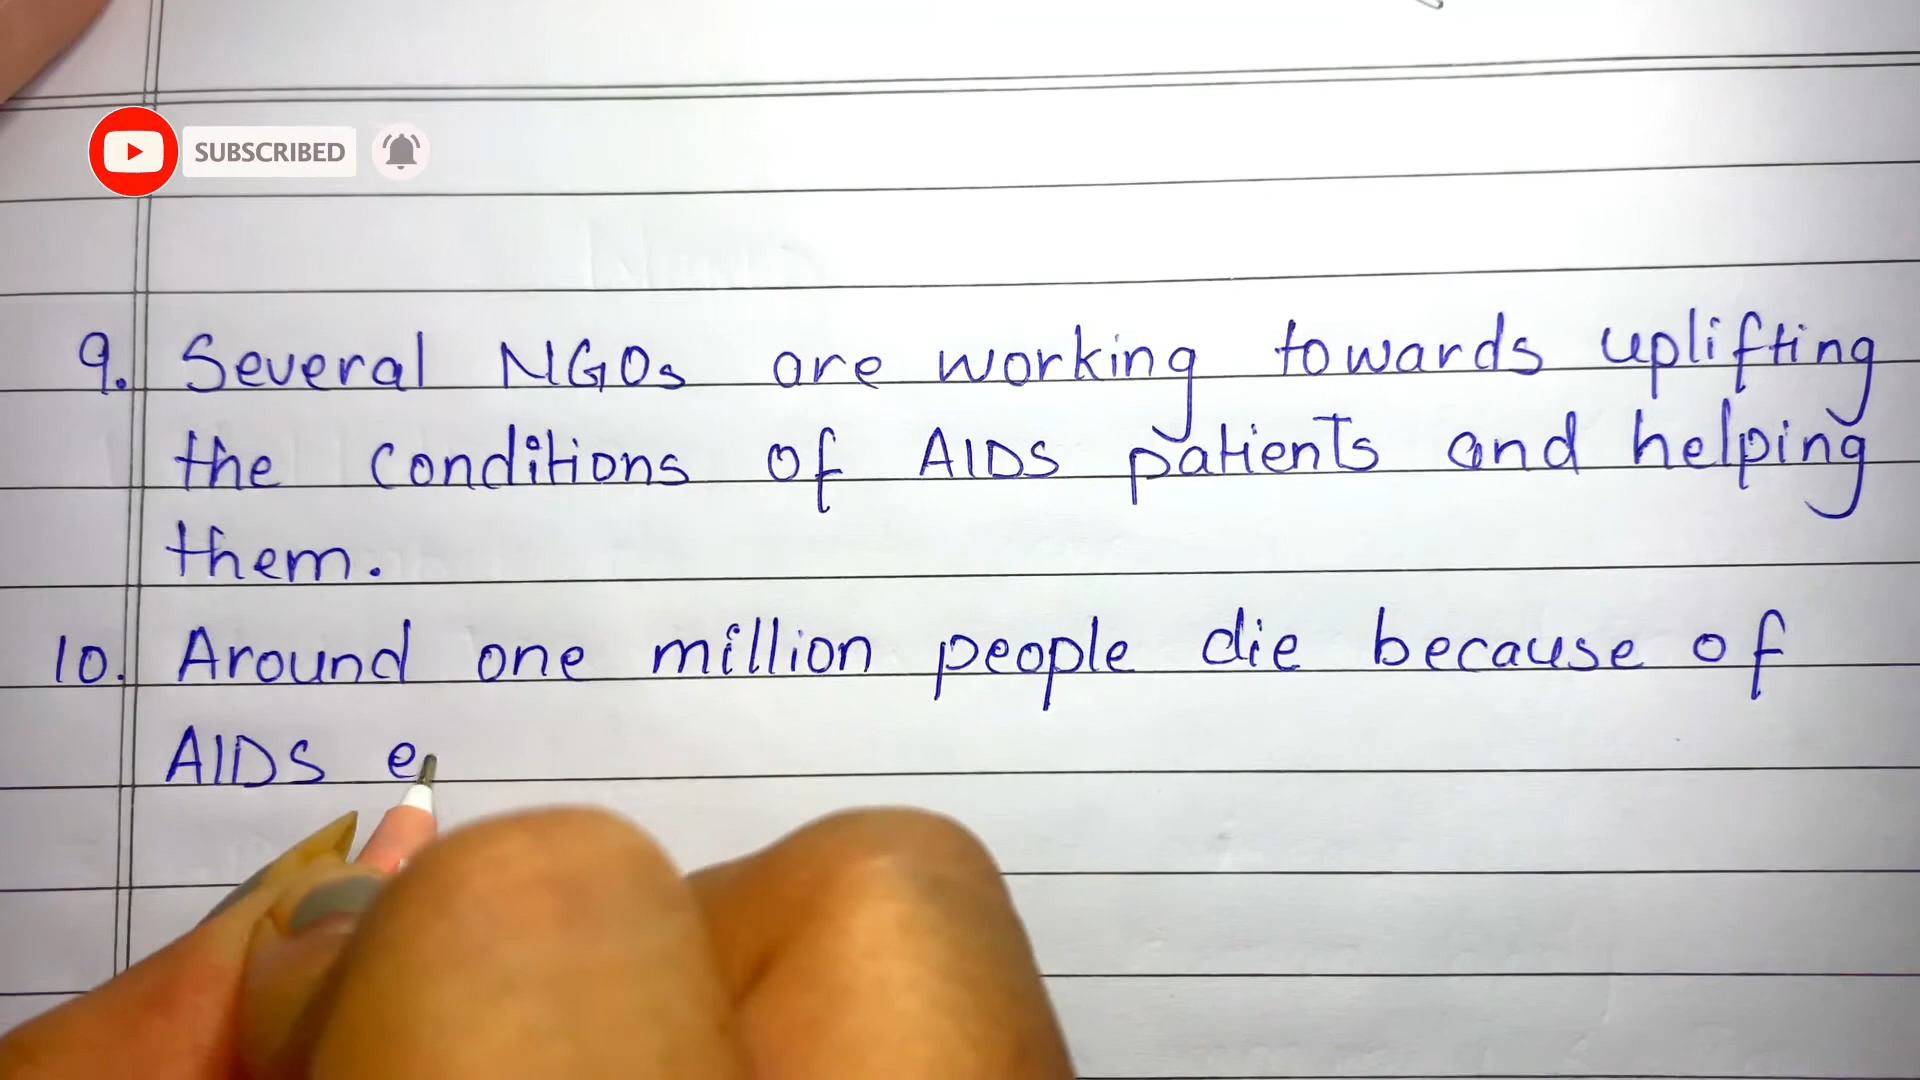 SUBSCRIBED
9. Several NGOs are working towards uplifting
the conditions of AIDS patients and helping
them.
10. Around one million people die because of
AIDS e